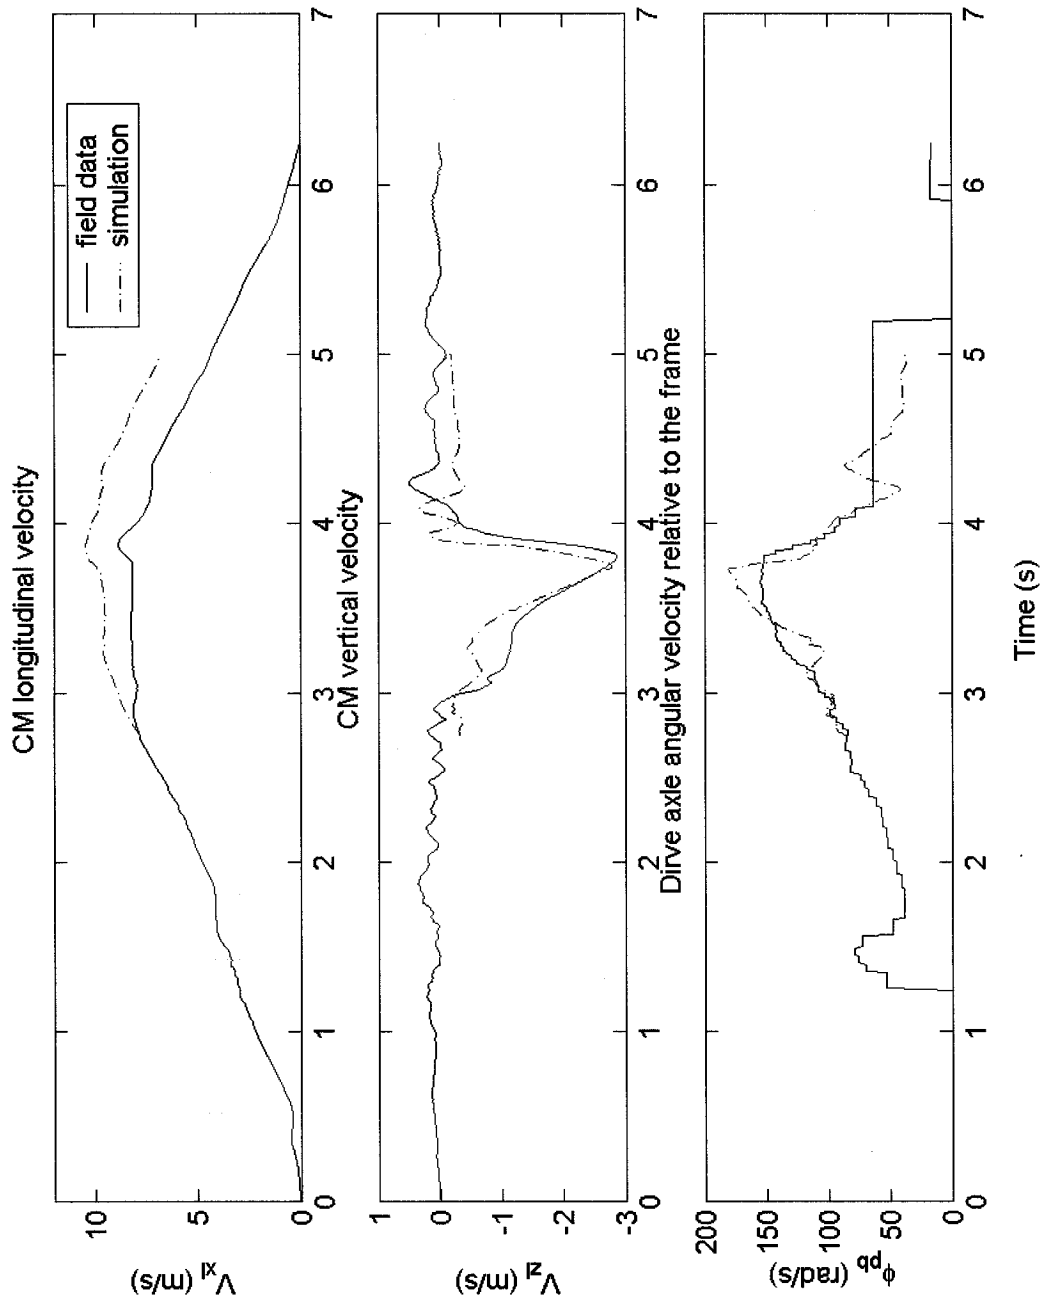 CM longitudinal velocity
field data
simulation
10
5
0
V_xl (m/s)
0 1 2 3 4 5 6 7
CM vertical velocity
1
0
-1
-2
-3
V_zl (m/s)
0 1 2 3 4 5 6 7
Dirve axle angular velocity relative to the frame
200
150
100
50
0
ϕ_pb (rad/s)
0 1 2 3 4 5 6 7
Time (s)